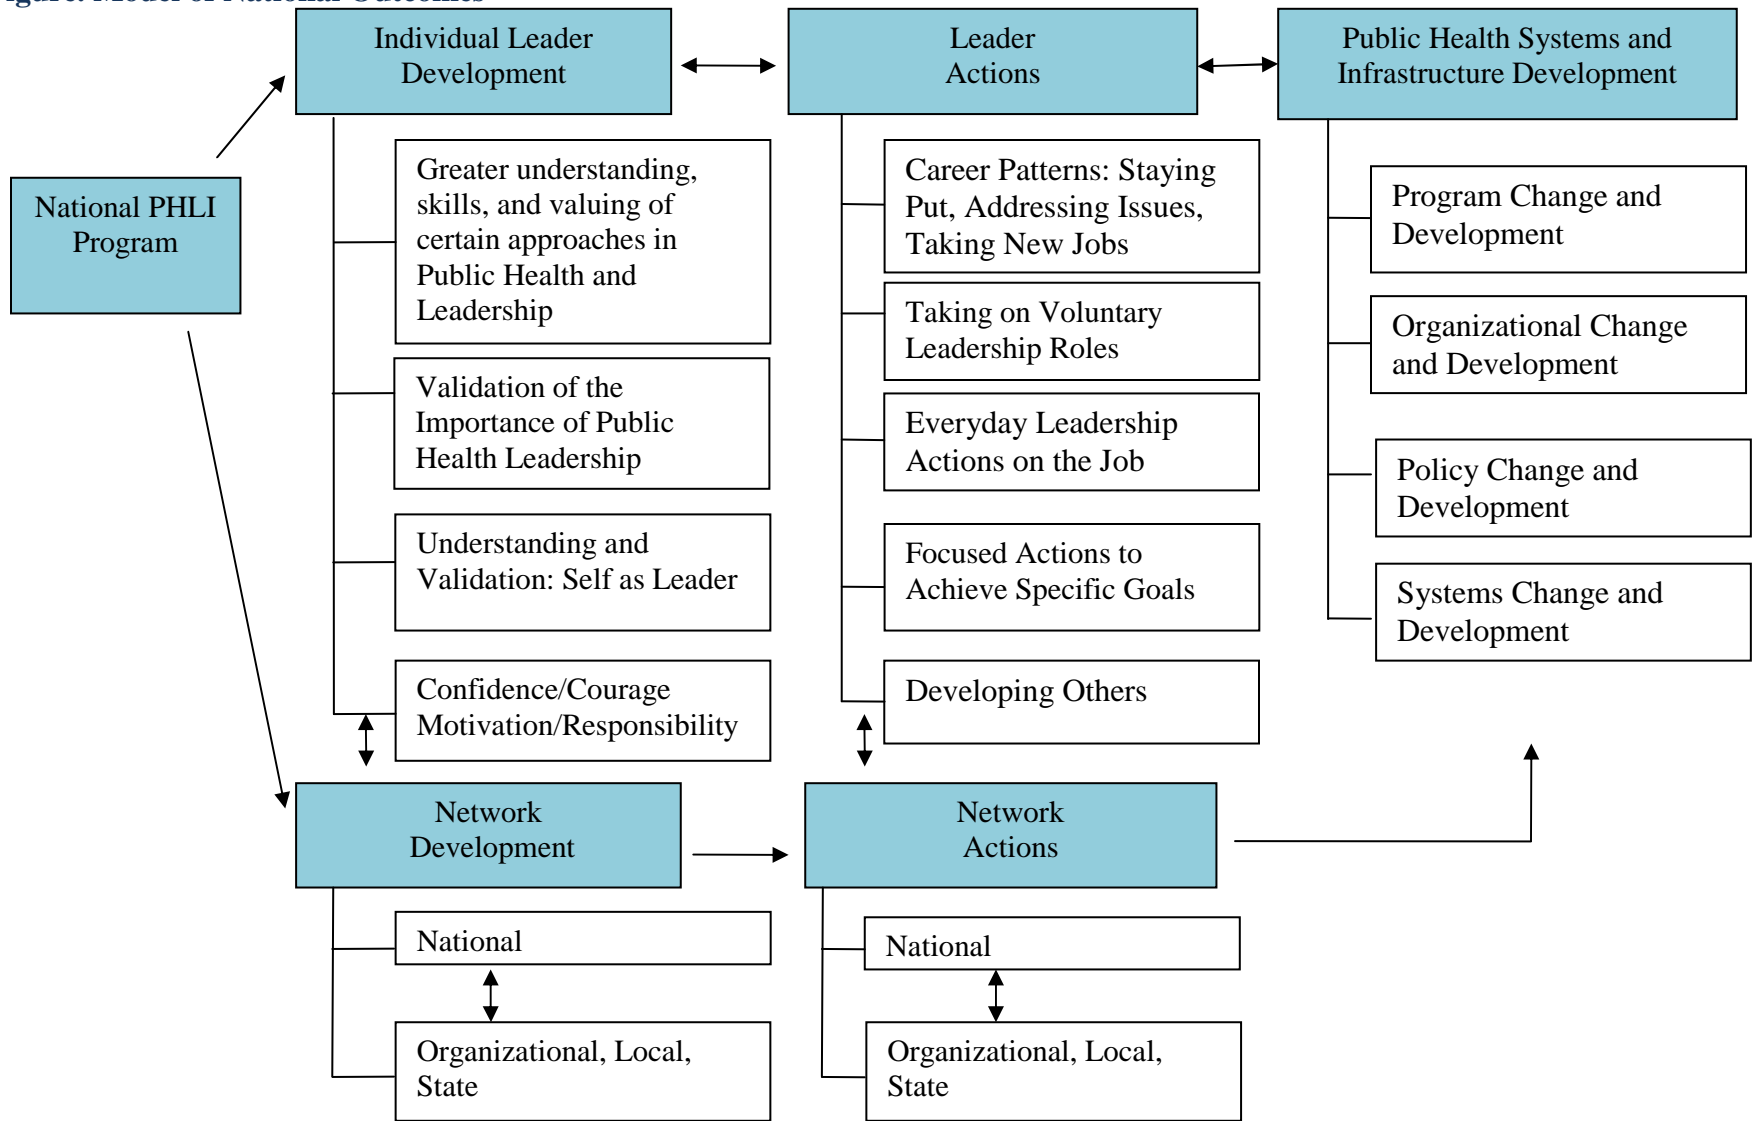 Individual Leader
Development
Leader
Actions
Public Health Systems and
Infrastructure Development
National PHLI
Program
Greater understanding,
skills, and valuing of
certain approaches in
Public Health and
Leadership
Validation of the
Importance of Public
Health Leadership
Understanding and
Validation: Self as Leader
Confidence/Courage
Motivation/Responsibility
Career Patterns: Staying
Put, Addressing Issues,
Taking New Jobs
Taking on Voluntary
Leadership Roles
Everyday Leadership
Actions on the Job
Focused Actions to
Achieve Specific Goals
Developing Others
Program Change and
Development
Organizational Change
and Development
Policy Change and
Development
Systems Change and
Development
Network
Development
Network
Actions
National
Organizational, Local,
State
National
Organizational, Local,
State